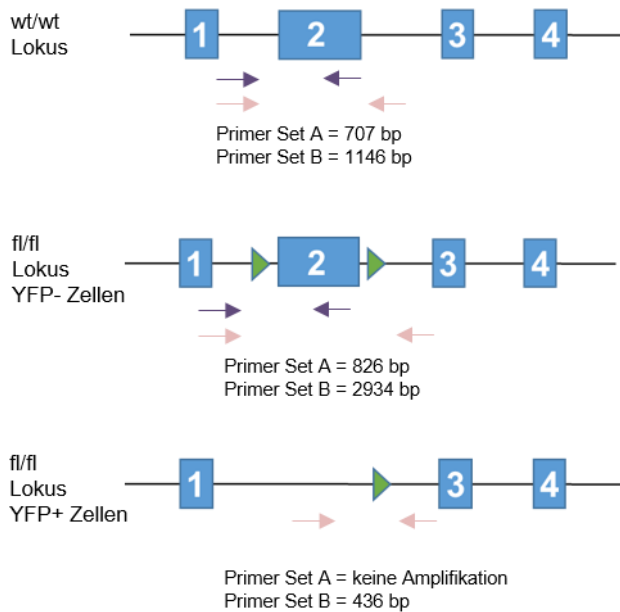 wt/wt
Lokus
1 2 3 4
Primer Set A = 707 bp
Primer Set B = 1146 bp
fl/fl
Lokus
YFP- Zellen
1 2 3 4
Primer Set A = 826 bp
Primer Set B = 2934 bp
fl/fl
Lokus
YFP+ Zellen
1 3 4
Primer Set A = keine Amplifikation
Primer Set B = 436 bp